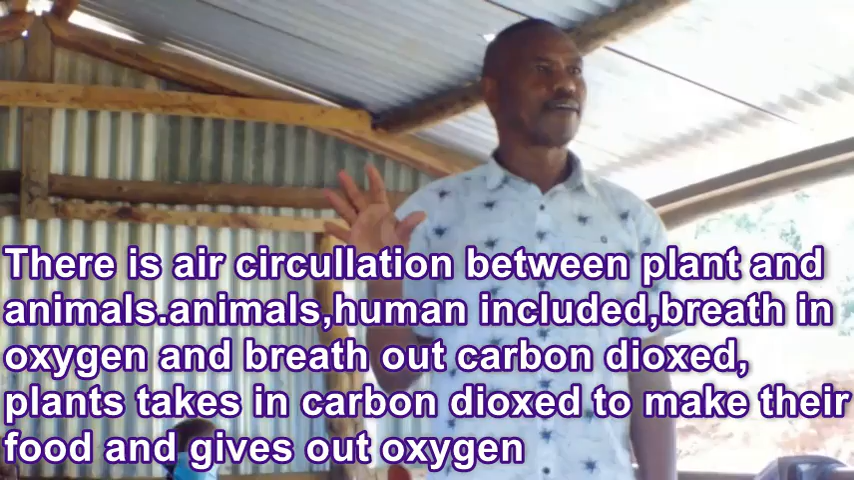 There is air circullation between plant and
animals.animals,human included,breath in
oxygen and breath out carbon dioxed,
plants takes in carbon dioxed to make their
food and gives out oxygen